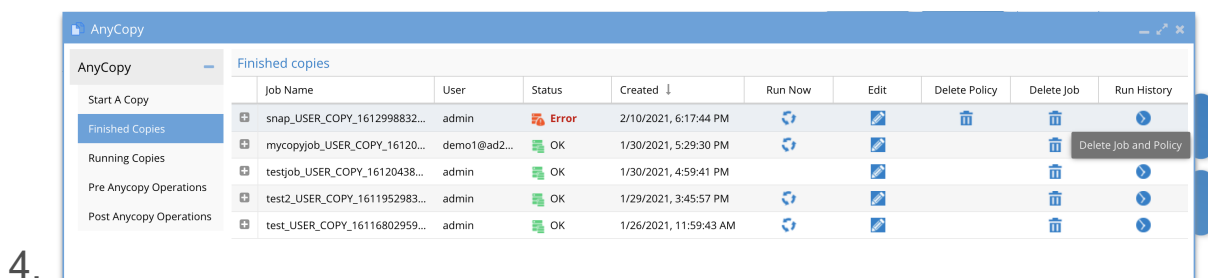 AnyCopy
AnyCopy
Finished copies
Job Name User Status Created ↓ Run Now Edit Delete Policy Delete Job Run History
Start A Copy
Finished Copies
Running Copies
Pre Anycopy Operations
Post Anycopy Operations
snap_USER_COPY_1612998832... admin Error 2/10/2021, 6:17:44 PM
mycopyjob_USER_COPY_16120... demo1@ad2... OK 1/30/2021, 5:29:30 PM
Delete Job and Policy
testjob_USER_COPY_16120438... admin OK 1/30/2021, 4:59:41 PM
test2_USER_COPY_1611952983... admin OK 1/29/2021, 3:45:57 PM
test_USER_COPY_16116802959... admin OK 1/26/2021, 11:59:43 AM
4.